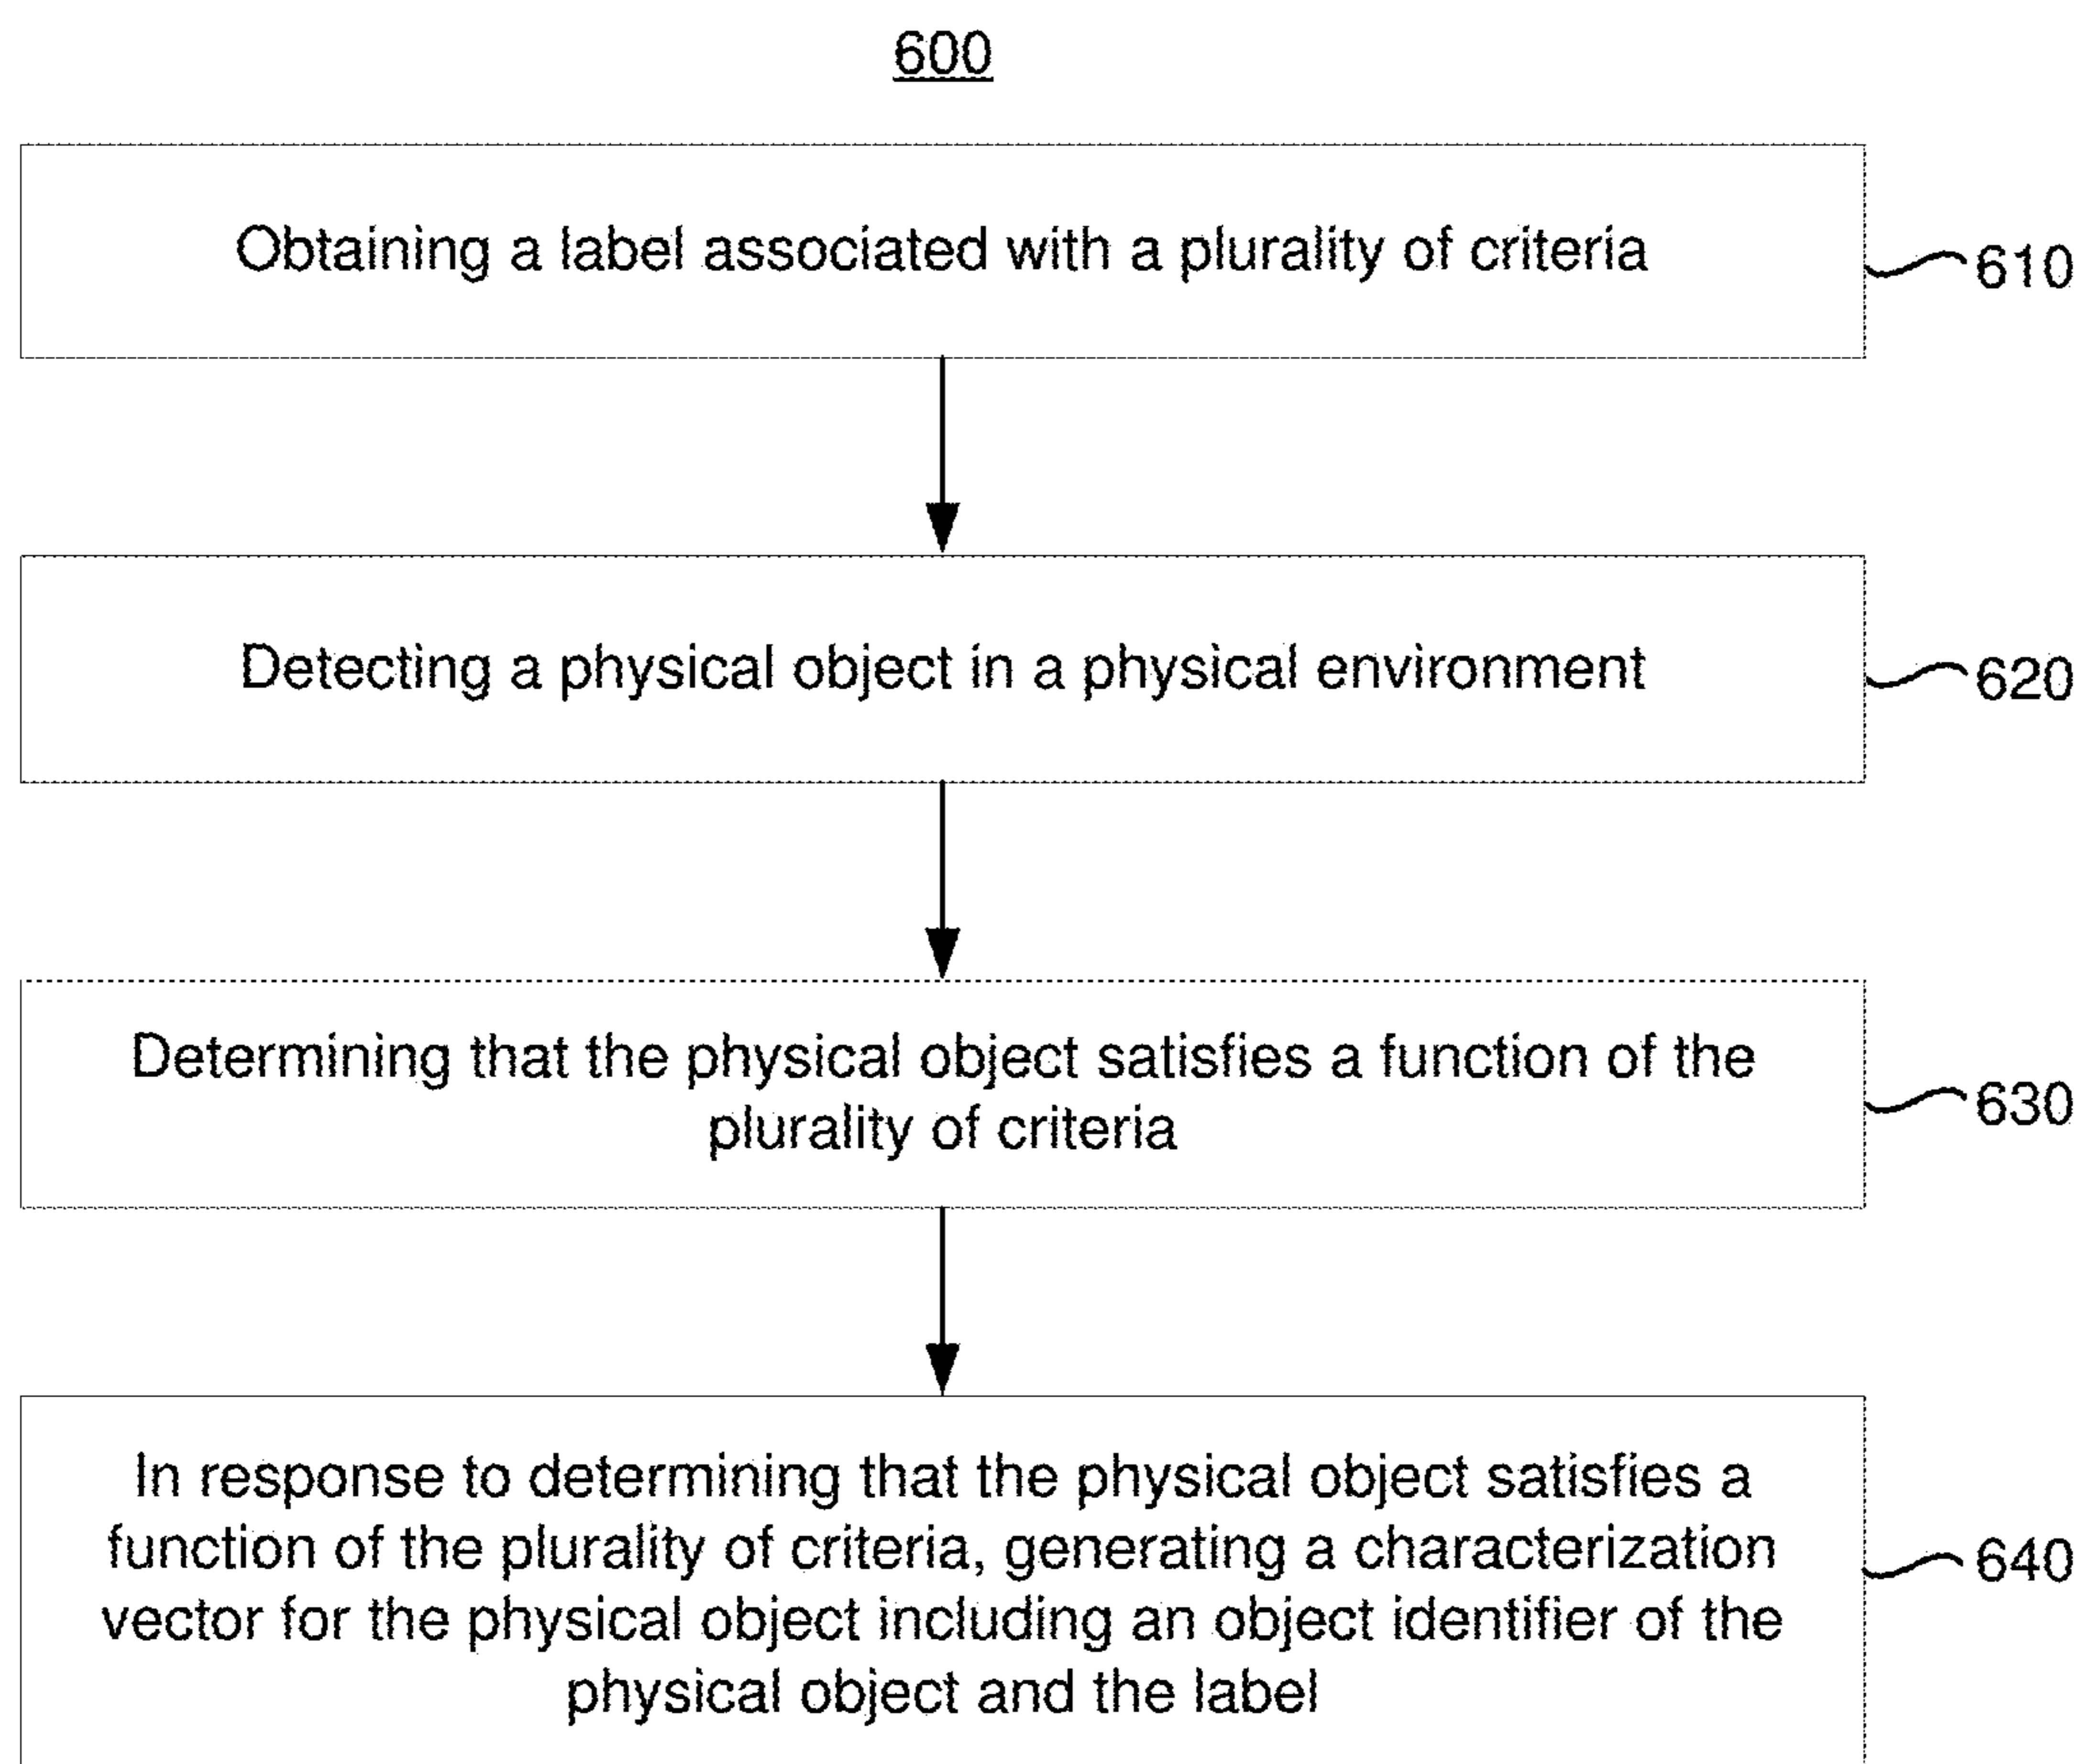 600
Obtaining a label associated with a plurality of criteria
610
Detecting a physical object in a physical environment
620
Determining that the physical object satisfies a function of the
plurality of criteria
630
In response to determining that the physical object satisfies a
function of the plurality of criteria, generating a characterization
vector for the physical object including an object identifier of the
physical object and the label
640